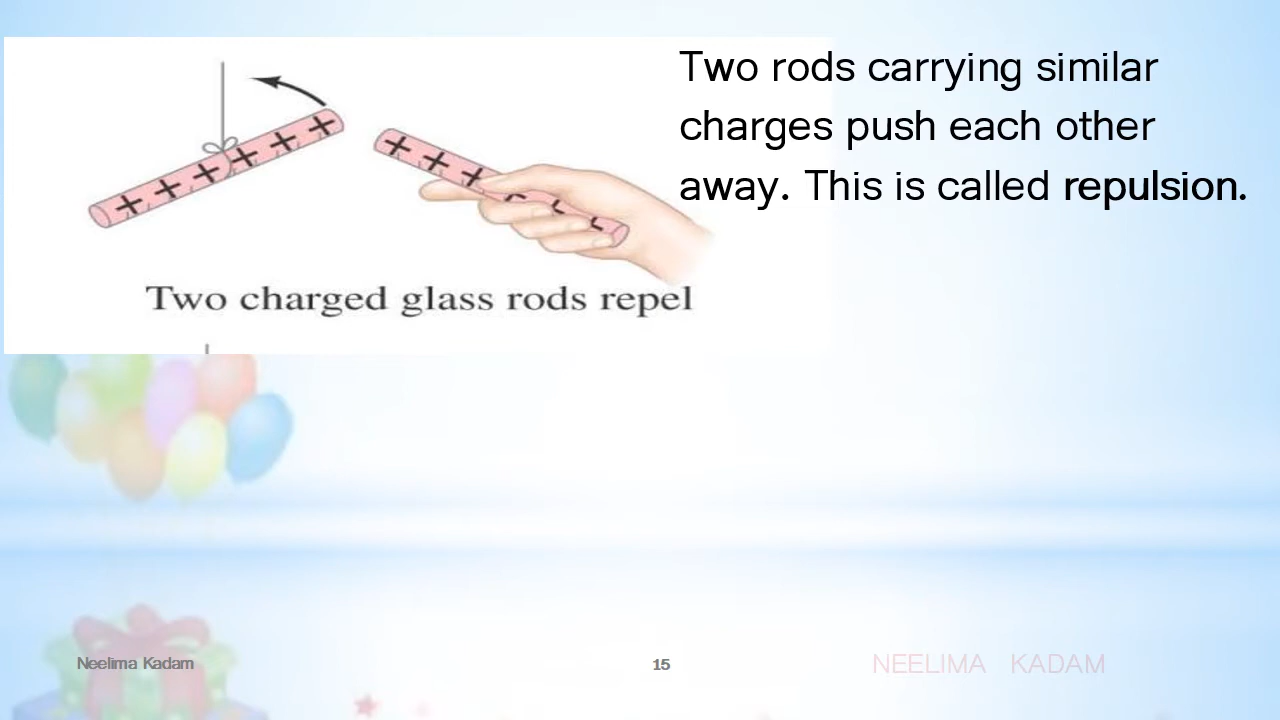 Two rods carrying similar
charges push each other
away. This is called repulsion.
+ + + + + +
+ + +
Two charged glass rods repel
Neelima Kadam
15
NEELIMA KADAM